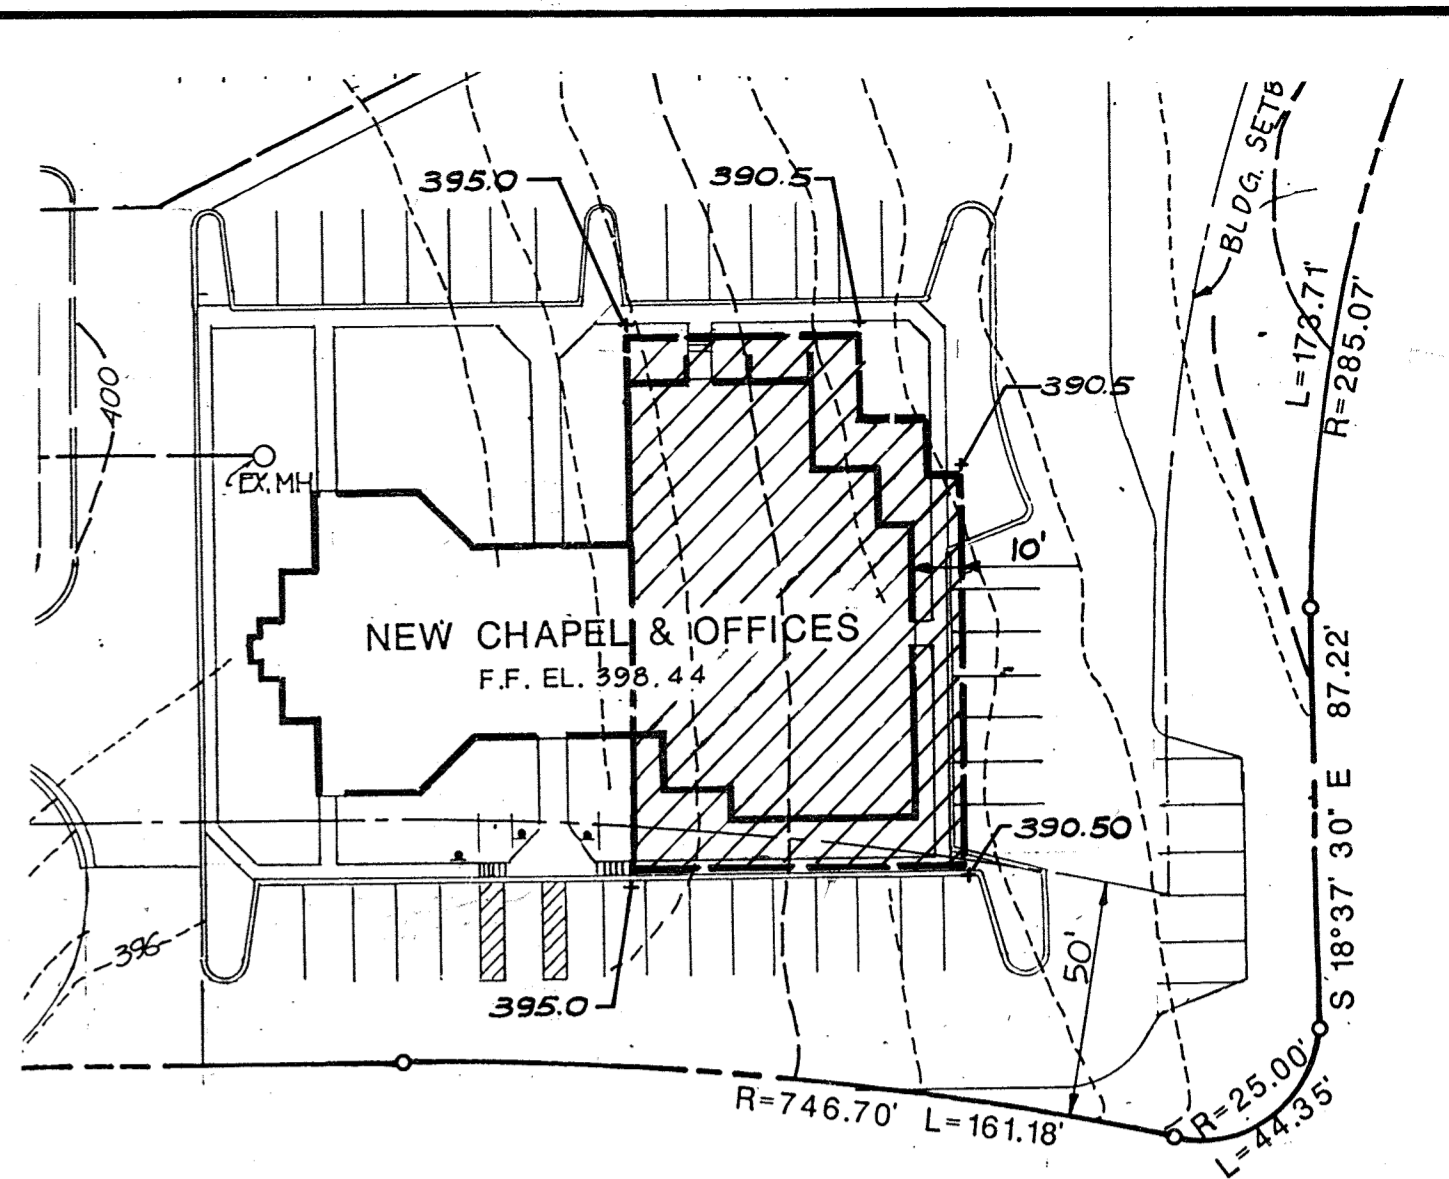 395.0
390.5
BLDG. SETB
L=173.71'
R=285.07'
390.5
400
EX. MH
10'
NEW CHAPEL & OFFICES
F.F. EL. 398.44
87.22'
S 18°37' 30" E
390.50
396
50'
395.0
R=746.70' L=161.18'
R=25.00'
L=44.35'